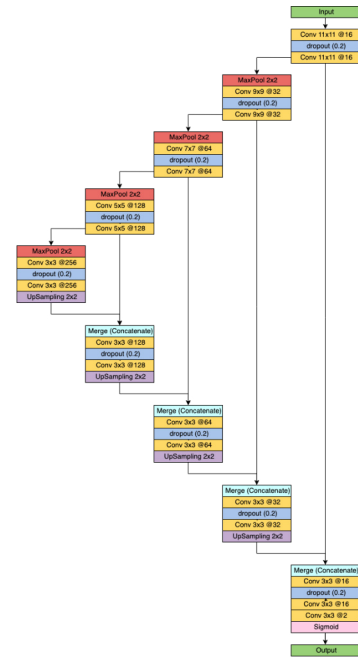 Input
Conv 11x11 @16
dropout (0.2)
Conv 11x11 @16
MaxPool 2x2
Conv 9x9 @32
dropout (0.2)
Conv 9x9 @32
MaxPool 2x2
Conv 7x7 @64
dropout (0.2)
Conv 7x7 @64
MaxPool 2x2
Conv 5x5 @128
dropout (0.2)
Conv 5x5 @128
MaxPool 2x2
Conv 3x3 @256
dropout (0.2)
Conv 3x3 @256
UpSampling 2x2
Merge (Concatenate)
Conv 3x3 @128
dropout (0.2)
Conv 3x3 @128
UpSampling 2x2
Merge (Concatenate)
Conv 3x3 @64
dropout (0.2)
Conv 3x3 @64
UpSampling 2x2
Merge (Concatenate)
Conv 3x3 @32
dropout (0.2)
Conv 3x3 @32
UpSampling 2x2
Merge (Concatenate)
Conv 3x3 @16
dropout (0.2)
Conv 3x3 @16
Conv 3x3 @2
Sigmoid
Output